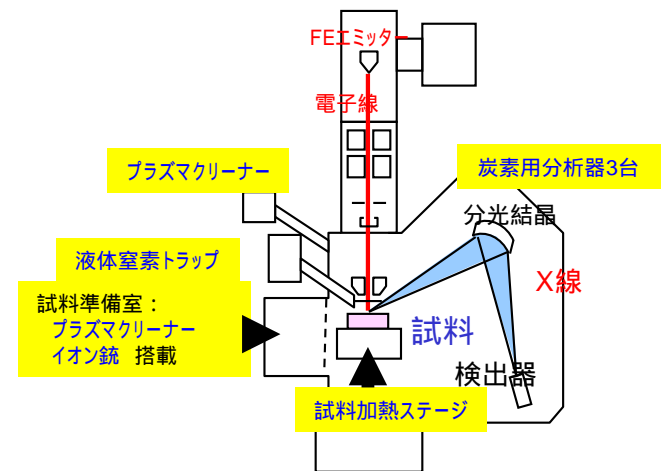 FEエミッター
電子線
プラズマクリーナー
炭素用分析器3台
分光結晶
液体窒素トラップ
X線
試料準備室：
プラズマクリーナー
イオン銃 搭載
試料
検出器
試料加熱ステージ